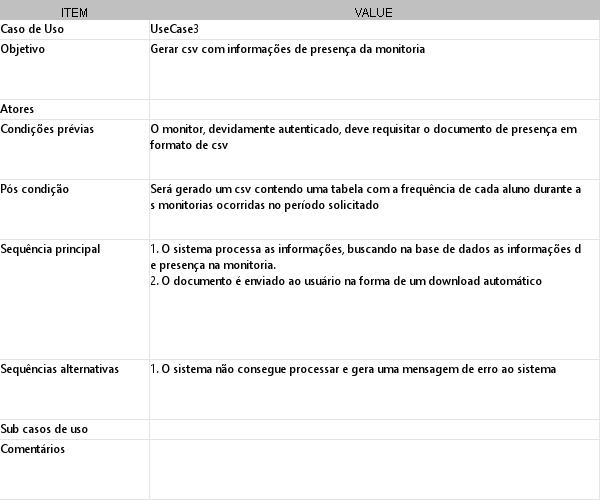 ITEM VALUE
Caso de Uso UseCase3
Objetivo Gerar csv com informações de presença da monitoria
Atores
Condições prévias O monitor, devidamente autenticado, deve requisitar o documento de presença em
formato de csv
Pós condição Será gerado um csv contendo uma tabela com a frequência de cada aluno durante a
s monitorias ocorridas no período solicitado
Sequência principal 1. O sistema processa as informações, buscando na base de dados as informações d
e presença na monitoria.
2. O documento é enviado ao usuário na forma de um download automático
Sequências alternativas 1. O sistema não consegue processar e gera uma mensagem de erro ao sistema
Sub casos de uso
Comentários